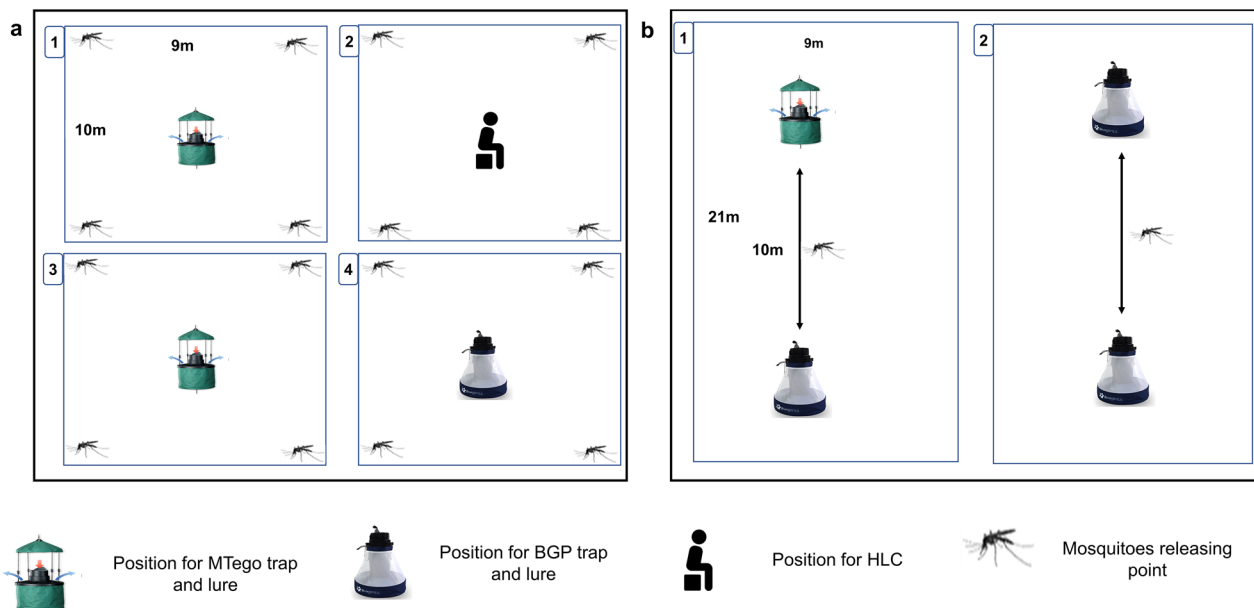 a
1
9m
10m
2
3
4
b
1
9m
21m
10m
2
Position for MTego trap
and lure
Position for BGP trap
and lure
Position for HLC
Mosquitoes releasing
point